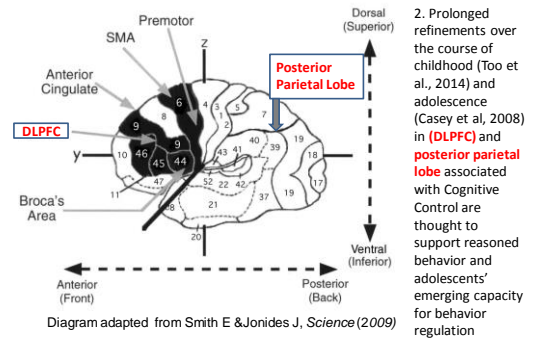 Premotor
SMA
Anterior
Cingulate
DLPFC
Broca's
Area
Z
y
6
8
9
9
10
46
45
44
47
11
38
4
3
1
2
5
7
40
39
43
41
42
52
22
21
20
37
19
19
18
17
Posterior
Parietal Lobe
Dorsal
(Superior)
Ventral
(Inferior)
Anterior
(Front)
Posterior
(Back)
Diagram adapted from Smith E &Jonides J, Science (2009)
2. Prolonged
refinements over
the course of
childhood (Too et
al., 2014) and
adolescence
(Casey et al, 2008)
in (DLPFC) and
posterior parietal
lobe associated
with Cognitive
Control are
thought to
support reasoned
behavior and
adolescents'
emerging capacity
for behavior
regulation